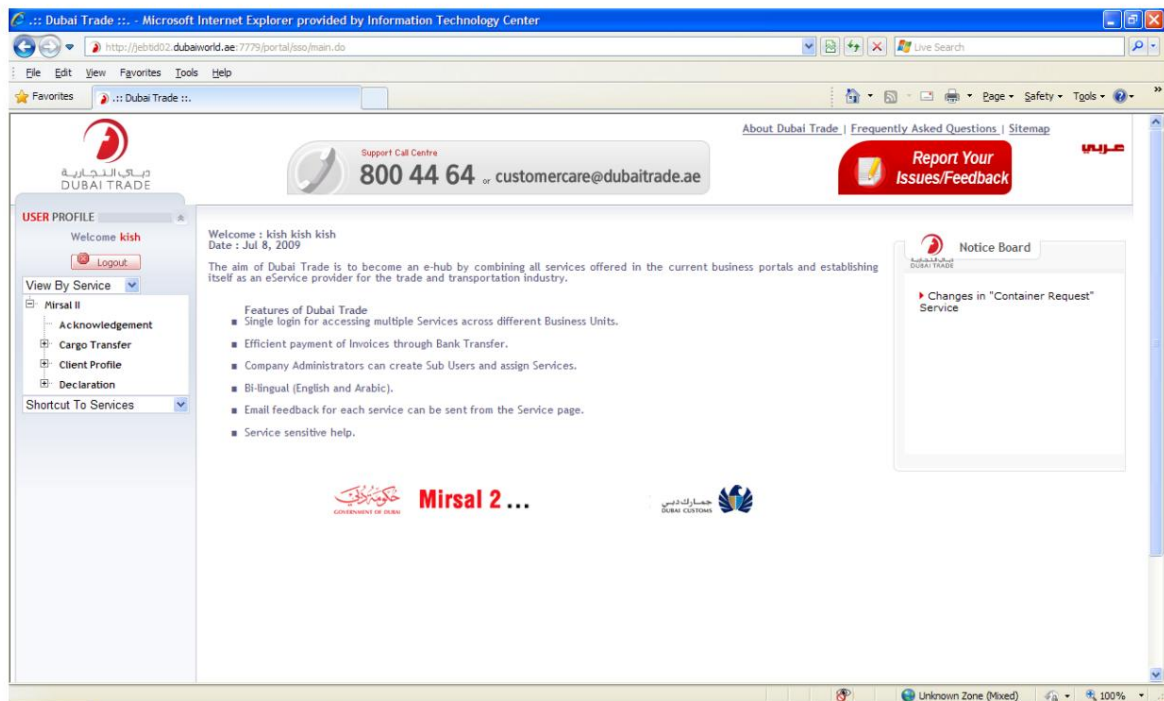 .:: Dubai Trade ::. - Microsoft Internet Explorer provided by Information Technology Center
http://jebtid02.dubaiworld.ae:7779/portal/sso/main.do
Live Search
File Edit View Favorites Tools Help
Favorites
.:: Dubai Trade ::.
Page Safety Tools
About Dubai Trade | Frequently Asked Questions | Sitemap
عربي
دبي التجارية
DUBAI TRADE
Support Call Centre
800 44 64 or customercare@dubaitrade.ae
Report Your
Issues/Feedback
USER PROFILE
Welcome kish
Logout
View By Service
Mirsal II
Acknowledgement
Cargo Transfer
Client Profile
Declaration
Shortcut To Services
Welcome : kish kish kish
Date : Jul 8, 2009
The aim of Dubai Trade is to become an e-hub by combining all services offered in the current business portals and establishing
itself as an eService provider for the trade and transportation industry.
Features of Dubai Trade
Single login for accessing multiple Services across different Business Units.
Efficient payment of Invoices through Bank Transfer.
Company Administrators can create Sub Users and assign Services.
Bi-lingual (English and Arabic).
Email feedback for each service can be sent from the Service page.
Service sensitive help.
Notice Board
DUBAI TRADE
Changes in "Container Request"
Service
حكومة دبي
GOVERNMENT OF DUBAI
Mirsal 2 ...
جمارك دبي
DUBAI CUSTOMS
Unknown Zone (Mixed)
100%